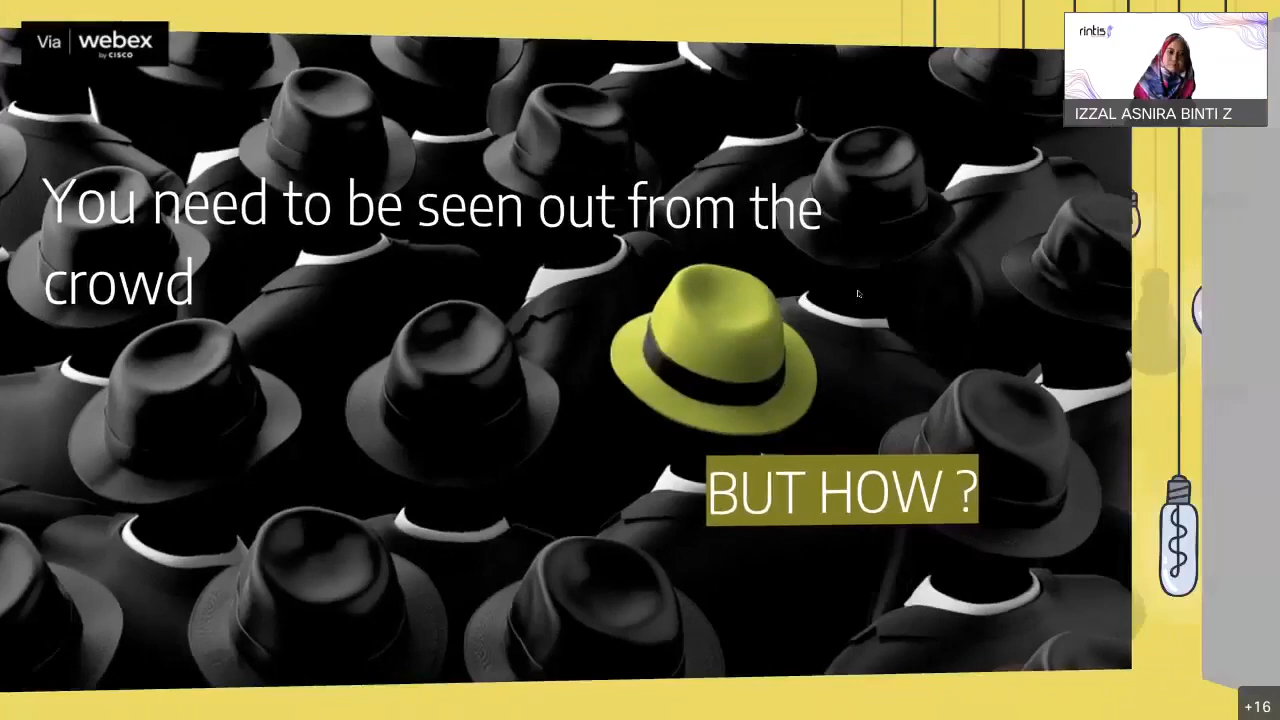 Via webex
by CISCO
rintis
IZZAL ASNIRA BINTI Z
You need to be seen out from the
crowd
BUT HOW ?
+16